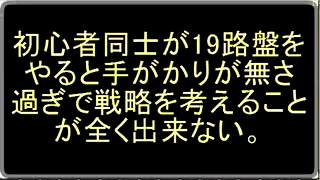 初心者同士が19路盤を
やると手がかりが無さ
過ぎで戦略を考えること
が全く出来ない。